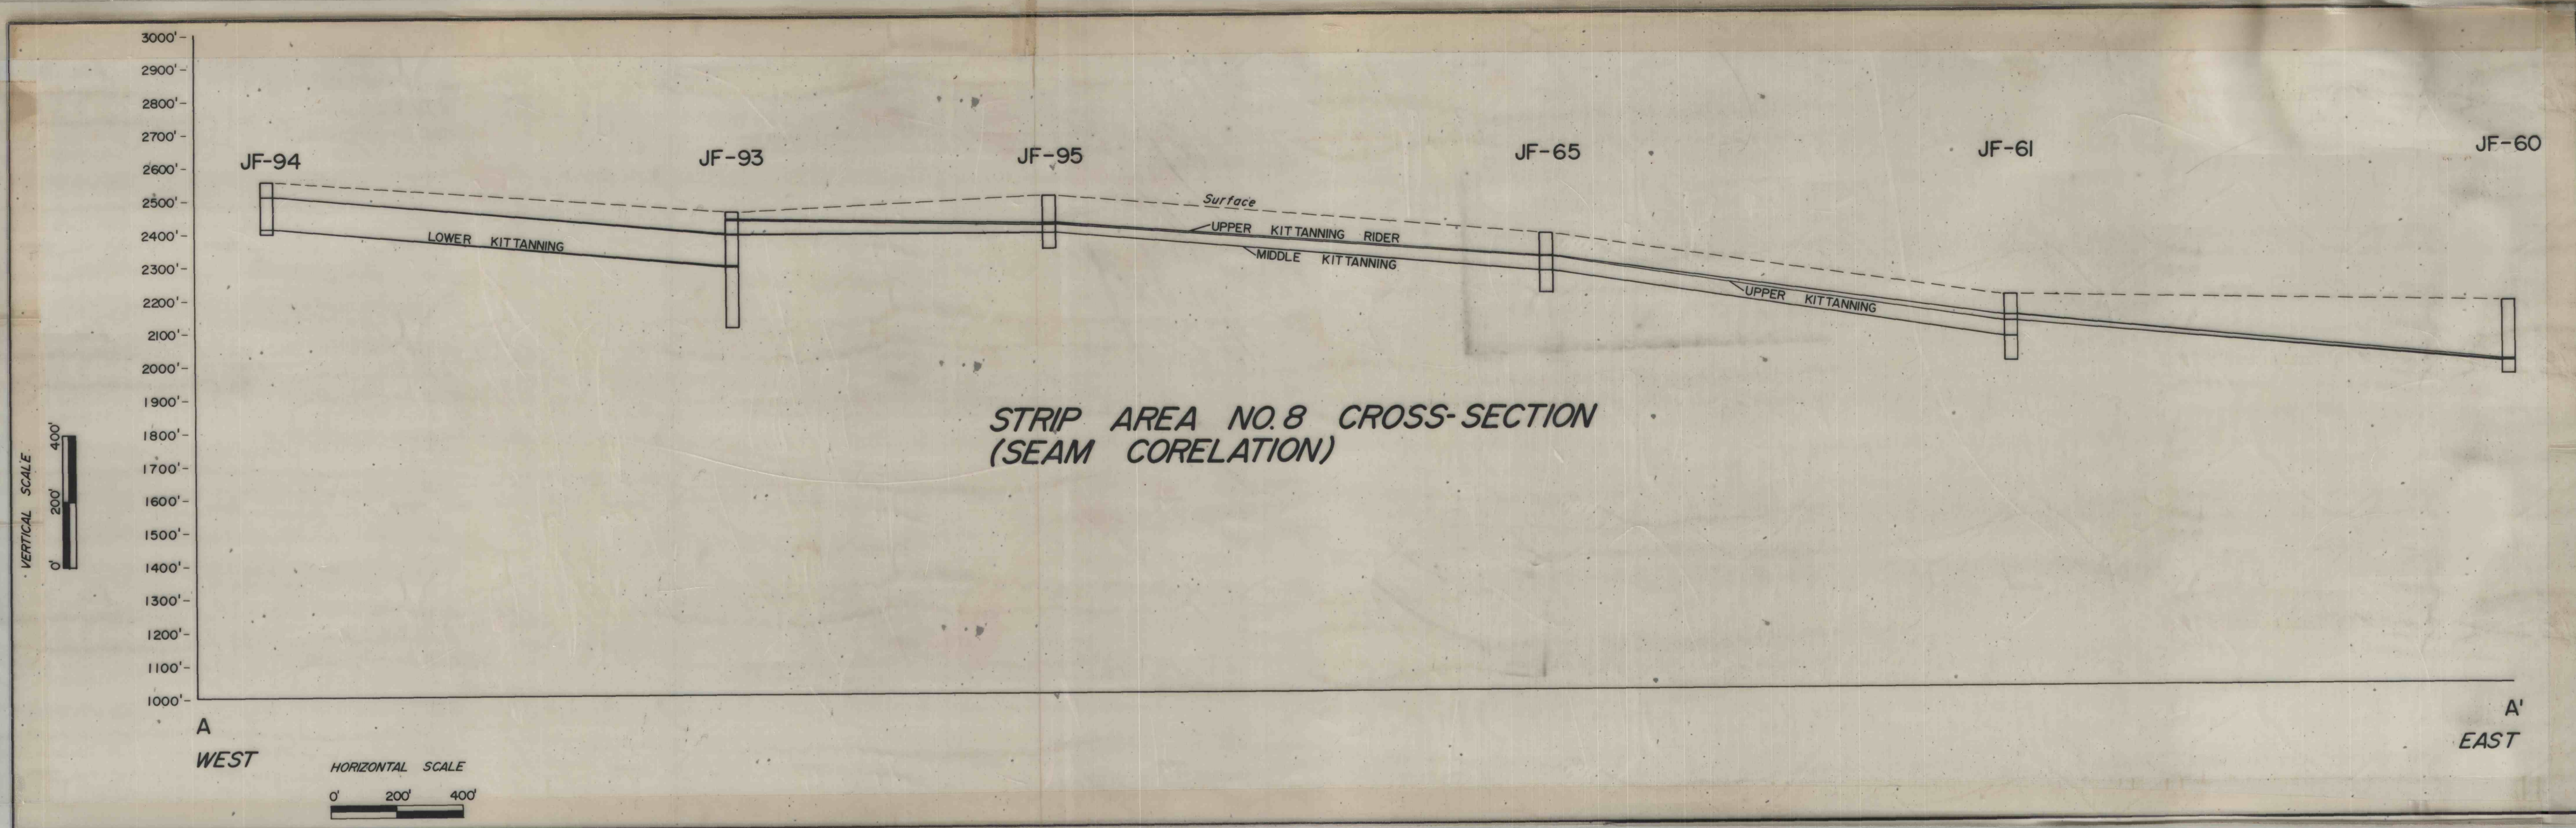 3000'
2900'
2800'
2700'
2600'
2500'
2400'
2300'
2200'
2100'
2000'
1900'
1800'
1700'
1600'
1500'
1400'
1300'
1200'
1100'
1000'
JF-94
JF-93
JF-95
JF-65
JF-61
JF-60
Surface
UPPER KITTANNING RIDER
LOWER KITTANNING
MIDDLE KITTANNING
UPPER KITTANNING
STRIP AREA NO. 8 CROSS-SECTION
(SEAM CORELATION)
VERTICAL SCALE
0' 200' 400'
A
WEST
A'
EAST
HORIZONTAL SCALE
0' 200' 400'